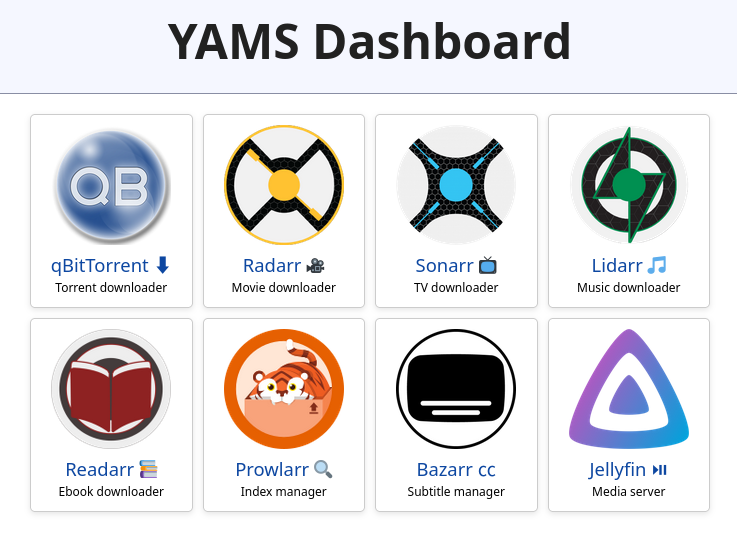 YAMS Dashboard
QB
qBitTorrent ⬇
Torrent downloader
Radarr 🎥
Movie downloader
Sonarr 📺
TV downloader
Lidarr 🎵
Music downloader
Readarr 📚
Ebook downloader
Prowlarr 🔍
Index manager
Bazarr cc
Subtitle manager
Jellyfin ⏯
Media server